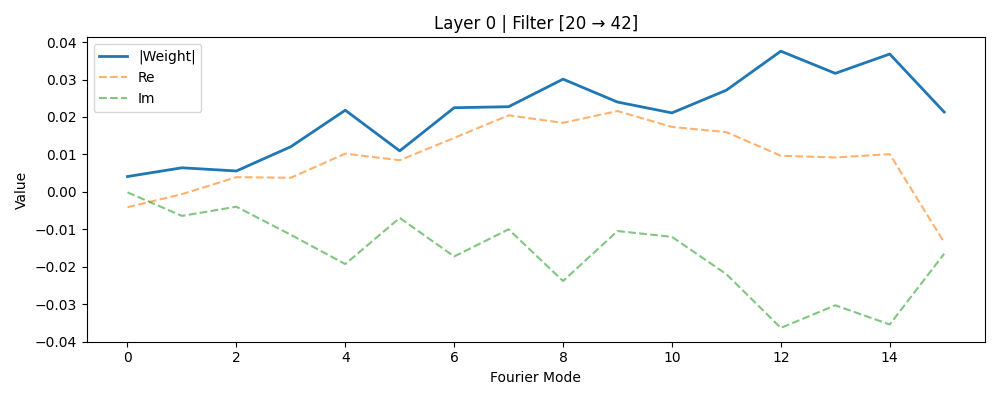 Layer 0 | Filter [20 → 42]
|Weight|
Re
Im
0.04
0.03
0.02
0.01
0.00
−0.01
−0.02
−0.03
−0.04
Value
0 2 4 6 8 10 12 14
Fourier Mode